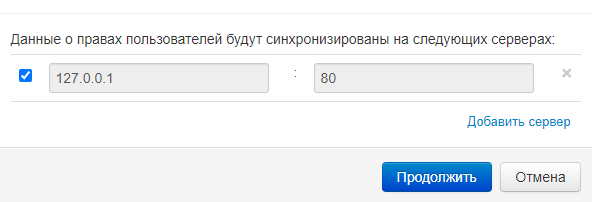 Данные о правах пользователей будут синхронизированы на следующих серверах:
127.0.0.1 : 80
Добавить сервер
Продолжить Отмена